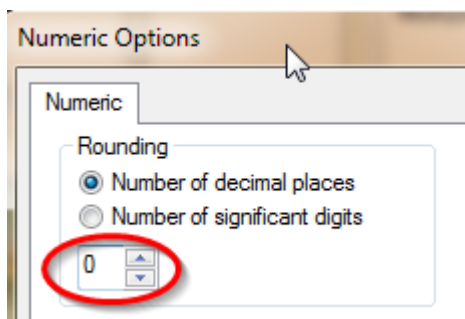 Numeric Options
Numeric
Rounding
Number of decimal places
Number of significant digits
0